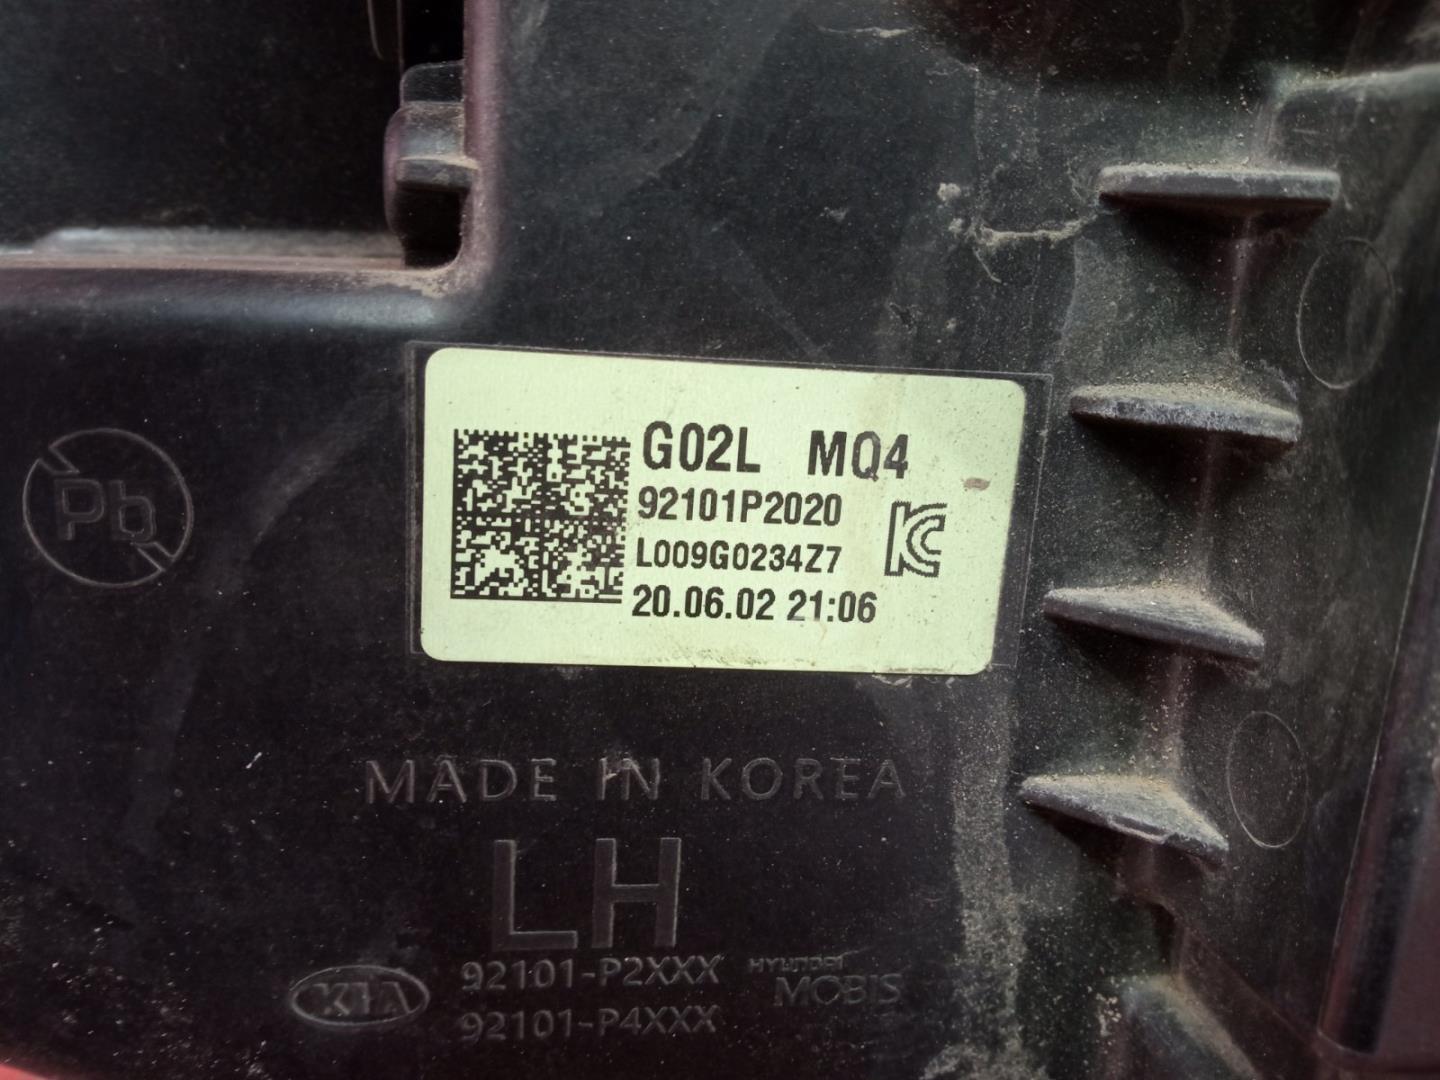 G02L MQ4
92101P2020
L009G0234Z7
20.06.02 21:06
Pb
MADE IN KOREA
LH
KIA
92101-P2XXX
92101-P4XXX
HYUNDAI
MOBIS